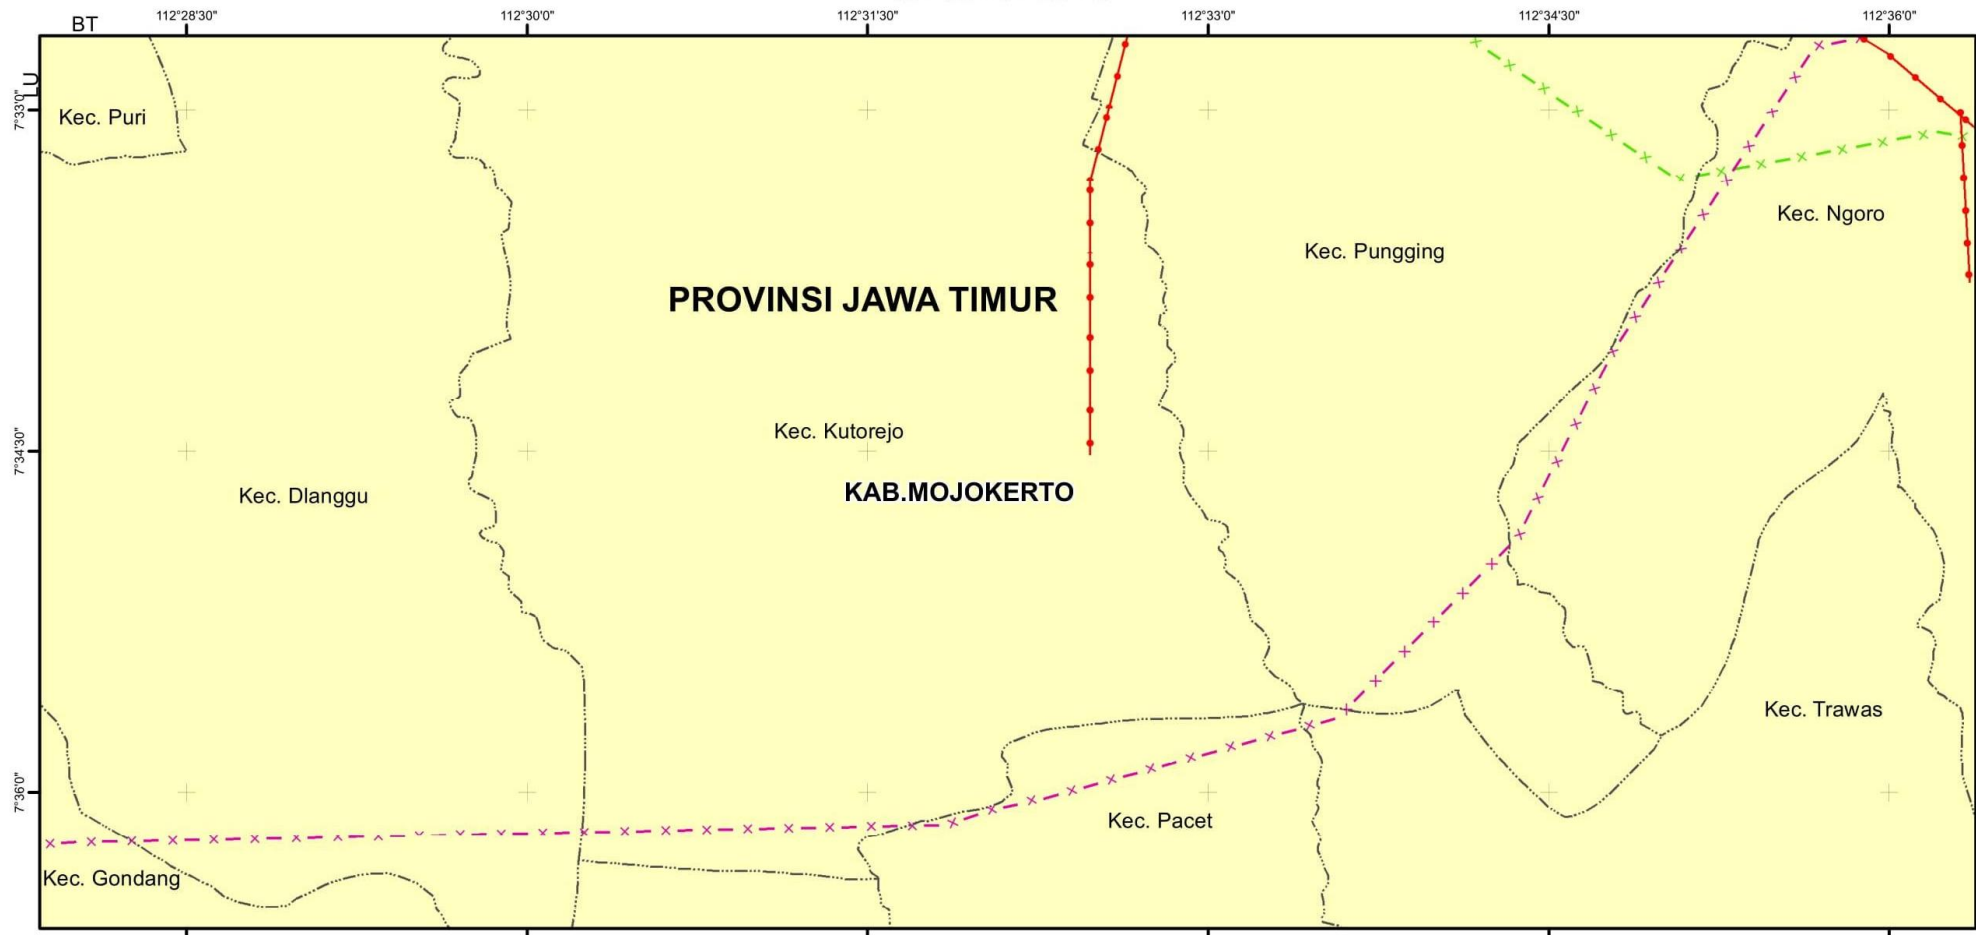 BT
112°28'30"
112°30'0"
112°31'30"
112°33'0"
112°34'30"
112°36'0"
LU
7°33'0"
Kec. Puri
Kec. Ngoro
Kec. Pungging
PROVINSI JAWA TIMUR
Kec. Kutorejo
7°34'30"
KAB.MOJOKERTO
Kec. Dlanggu
Kec. Trawas
7°36'0"
Kec. Pacet
Kec. Gondang